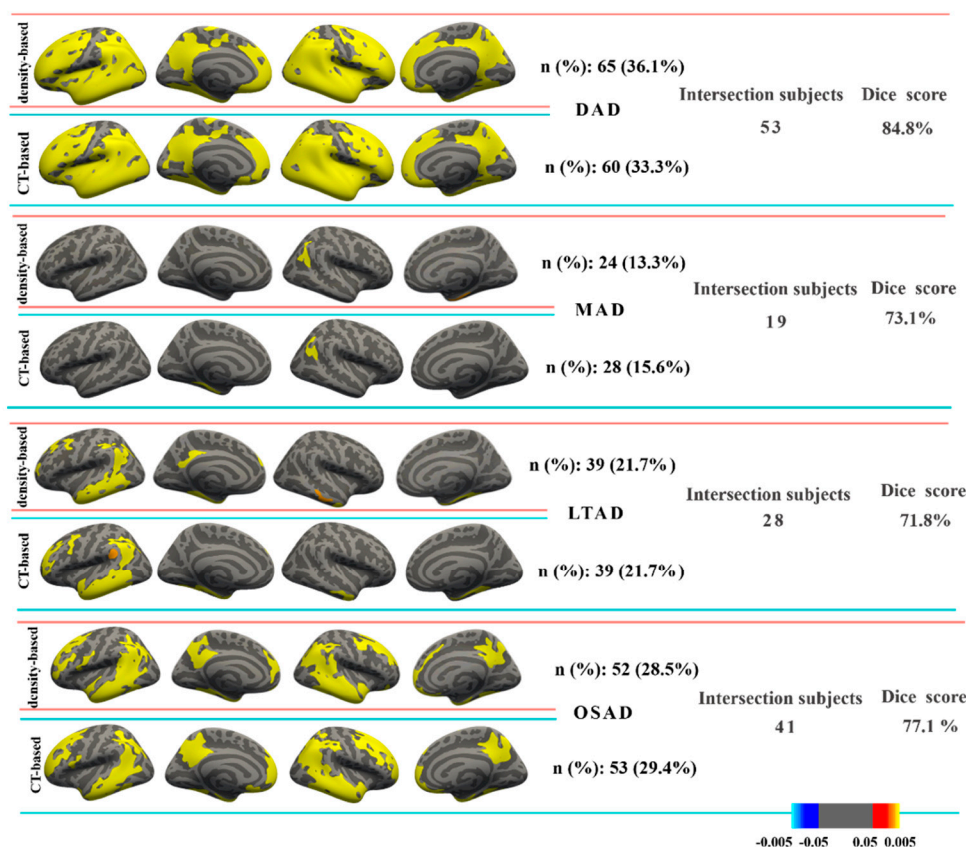 density-based
n (%): 65 (36.1%)
DAD
Intersection subjects Dice score
53 84.8%
CT-based
n (%): 60 (33.3%)
density-based
n (%): 24 (13.3%)
MAD
Intersection subjects Dice score
19 73.1%
CT-based
n (%): 28 (15.6%)
density-based
n (%): 39 (21.7%)
LTAD
Intersection subjects Dice score
28 71.8%
CT-based
n (%): 39 (21.7%)
density-based
n (%): 52 (28.5%)
OSAD
Intersection subjects Dice score
41 77.1 %
CT-based
n (%): 53 (29.4%)
-0.005 -0.05 0.05 0.005